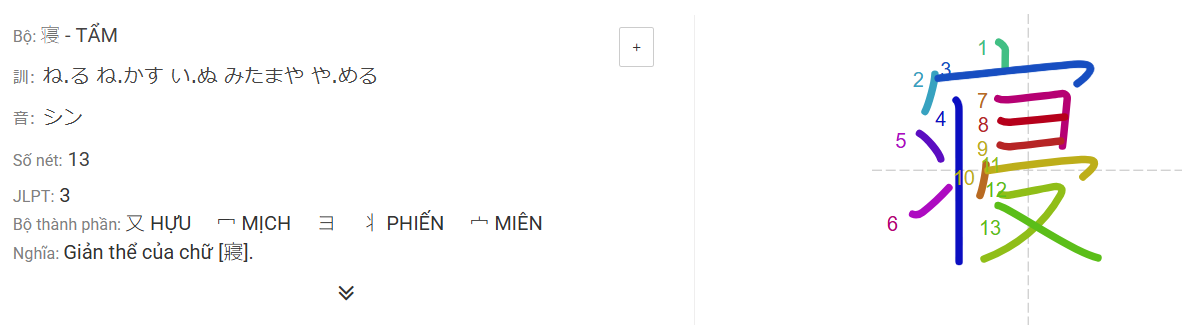 Bộ: 寝 - TẨM
+
訓: ね.る ね.かす い.ぬ みたまや や.める
音: シン
Số nét: 13
JLPT: 3
Bộ thành phần: 又 HỰU 冖 MỊCH ヨ 丬 PHIẾN 宀 MIÊN
Nghĩa: Giản thể của chữ [寢].
寝
1
2
3
4
5
6
7
8
9
10
11
12
13